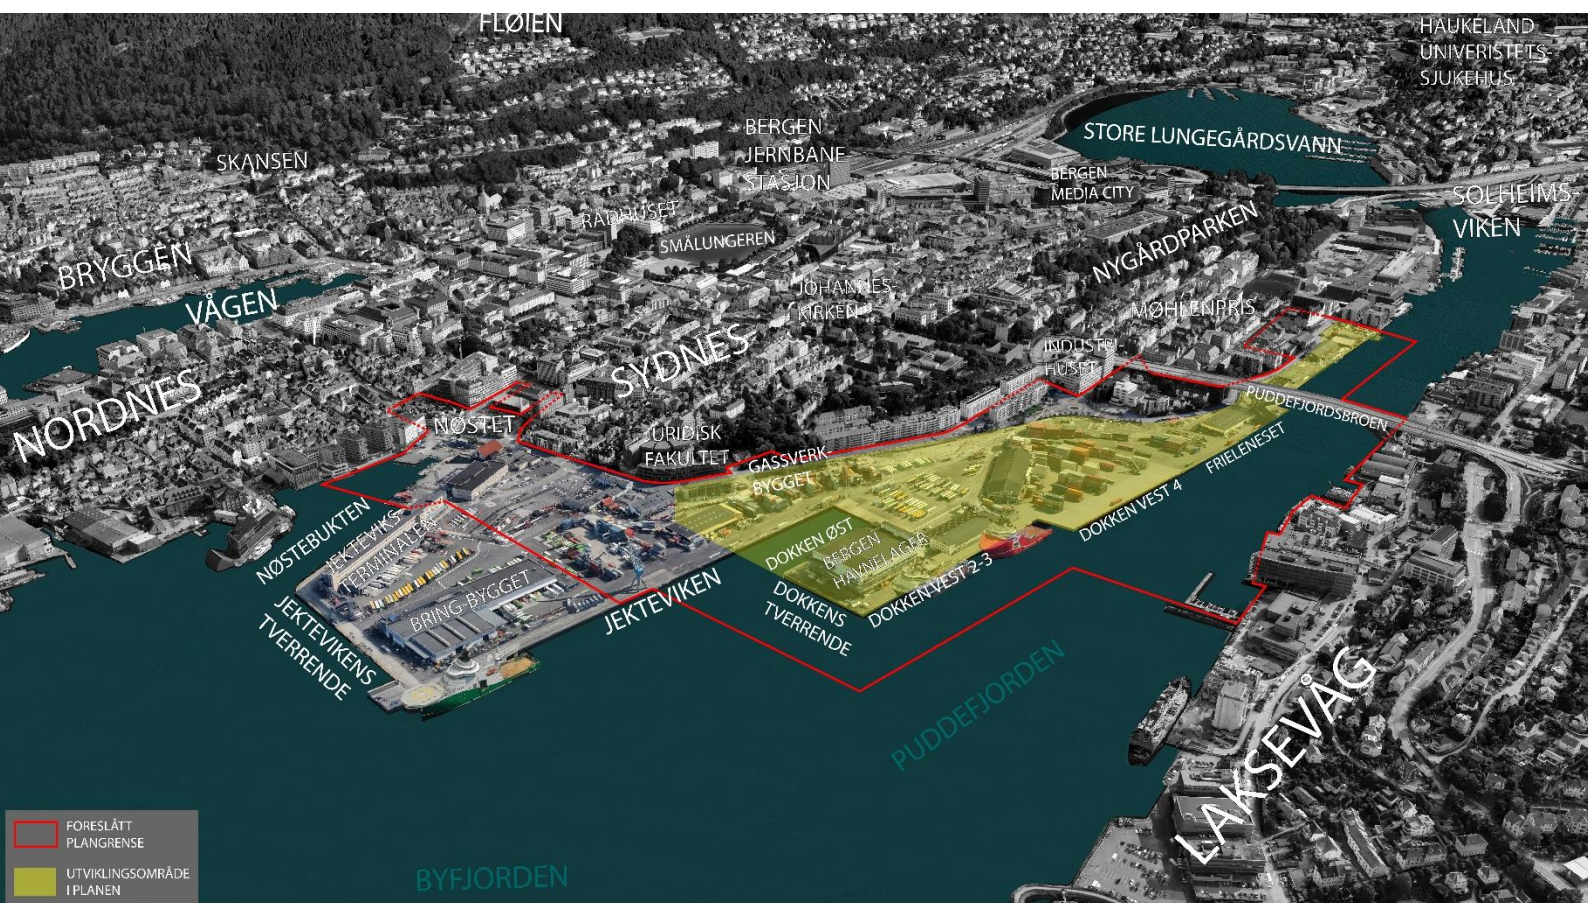 FLØIEN
HAUKELAND
UNIVERISTETS-
SJUKEHUS
SKANSEN
BERGEN
JERNBANE
STASJON
STORE LUNGEGÅRDSVANN
BERGEN
MEDIA CITY
SOLHEIMS-
VIKEN
RÅDHUSET
SMÅLUNGEREN
NYGÅRDPARKEN
BRYGGEN
VÅGEN
JOHANNES-
KIRKEN
MØHLENPRIS
INDUSTRI
HUSET
SYDNES-
NORDNES
NØSTET
PUDDEFJORDSBROEN
URIDISK
FAKULTET
GASSVERK-
BYGGET
FRIELENESET
DOKKEN VEST 4
NØSTEBUKTEN
JEKTEVIKS-
TERMINALEN
DOKKEN ØST
BERGEN
HAVNELAGER
DOKKEN VEST 2-3
BRING-BYGGET
JEKTEVIKEN
DOKKENS
TVERRENDE
JEKTEVIKENS
TVERRENDE
PUDDEFJORDEN
LAKSEVÅG
BYFJORDEN
FORESLÅTT
PLANGRENSE
UTVIKLINGSOMRÅDE
I PLANEN